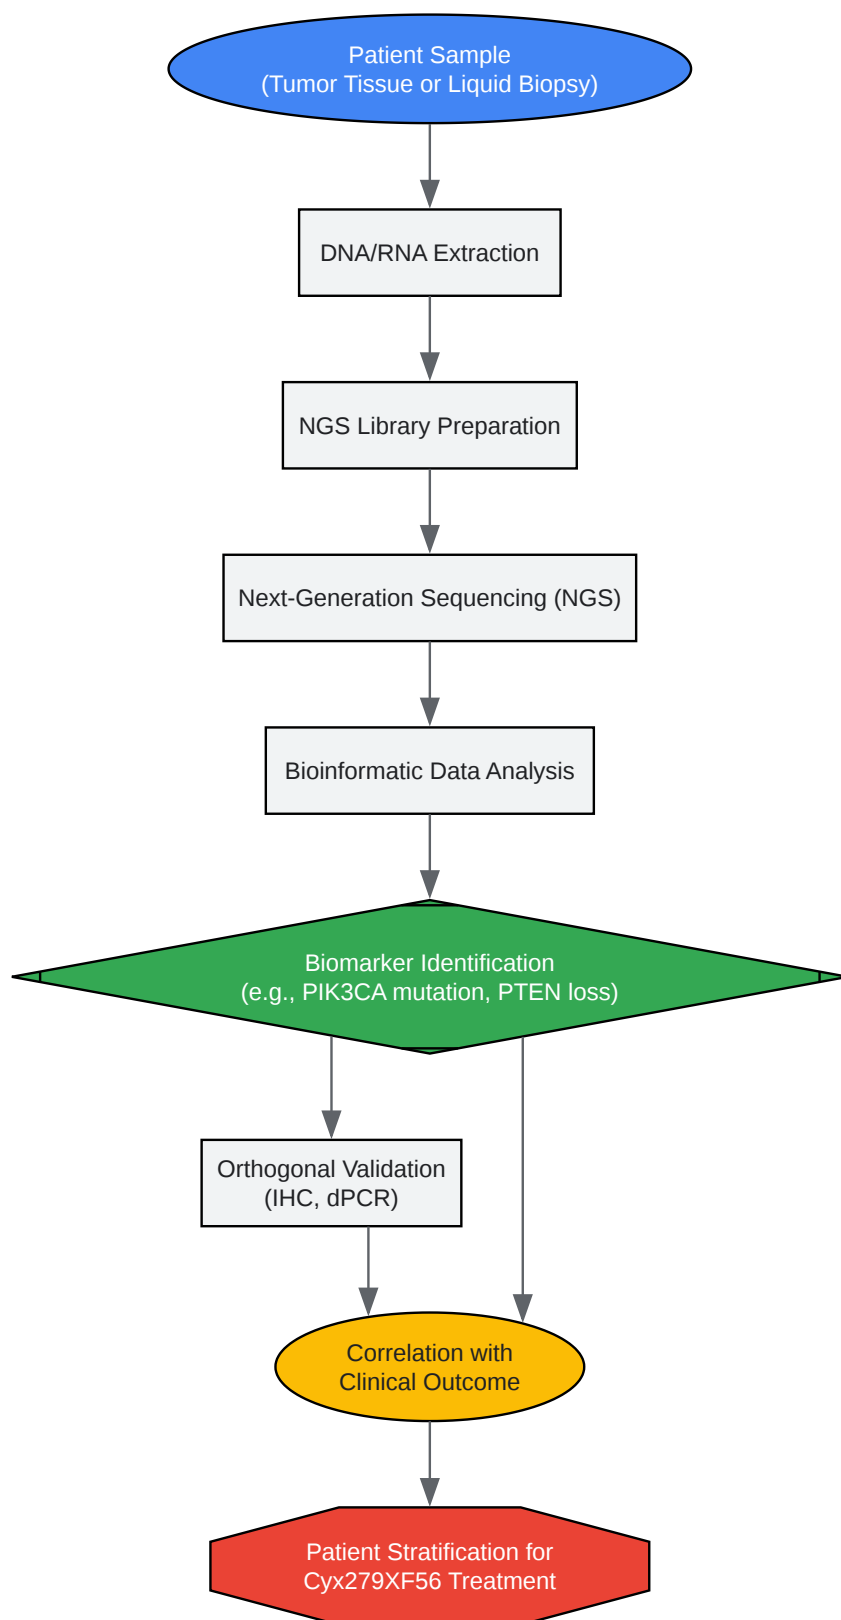 Patient Sample
(Tumor Tissue or Liquid Biopsy)
DNA/RNA Extraction
NGS Library Preparation
Next-Generation Sequencing (NGS)
Bioinformatic Data Analysis
Biomarker Identification
(e.g., PIK3CA mutation, PTEN loss)
Orthogonal Validation
(IHC, dPCR)
Correlation with
Clinical Outcome
Patient Stratification for
Cyx279XF56 Treatment